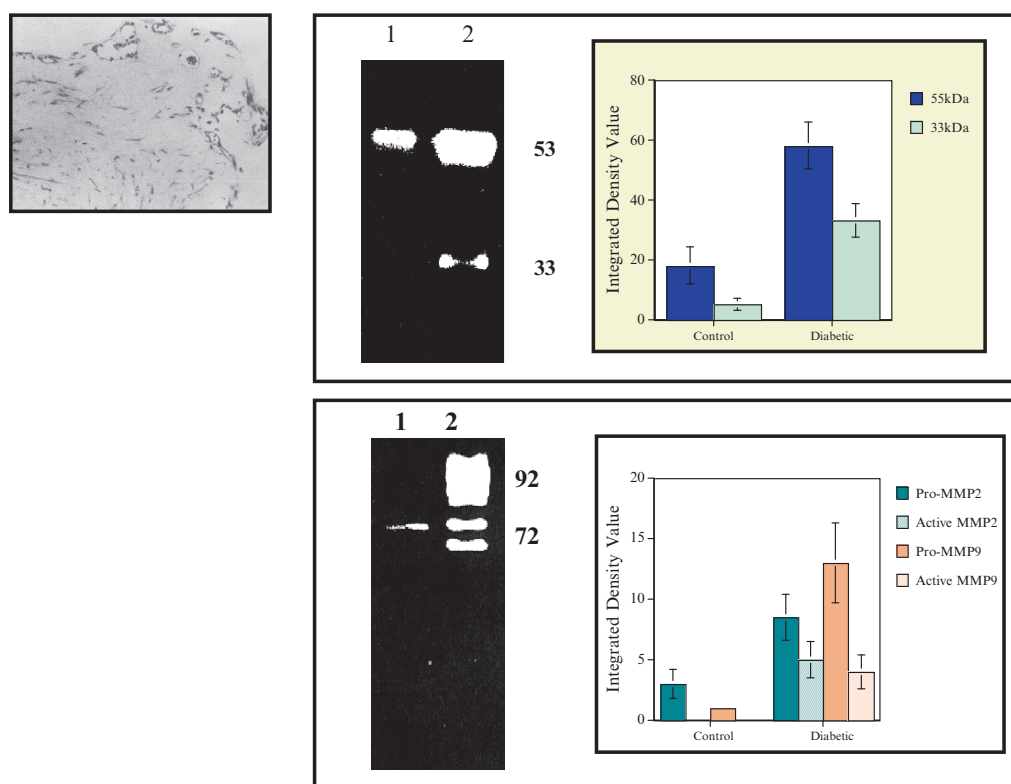 1 2
53
33
Integrated Density Value
80
60
40
20
0
Control Diabetic
55kDa
33kDa
1 2
92
72
Integrated Density Value
20
15
10
5
0
Control Diabetic
Pro-MMP2
Active MMP2
Pro-MMP9
Active MMP9